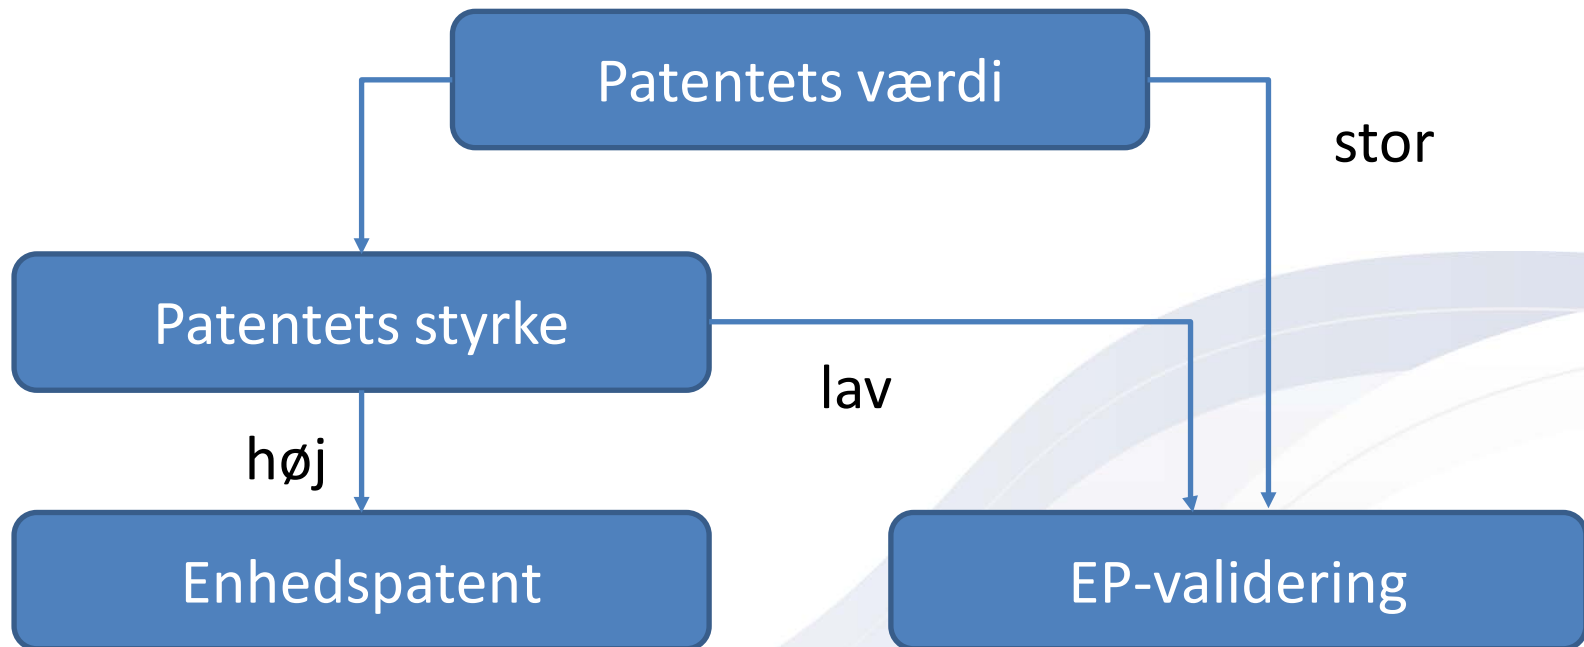 Patentets værdi
stor
Patentets styrke
lav
høj
Enhedspatent
EP-validering